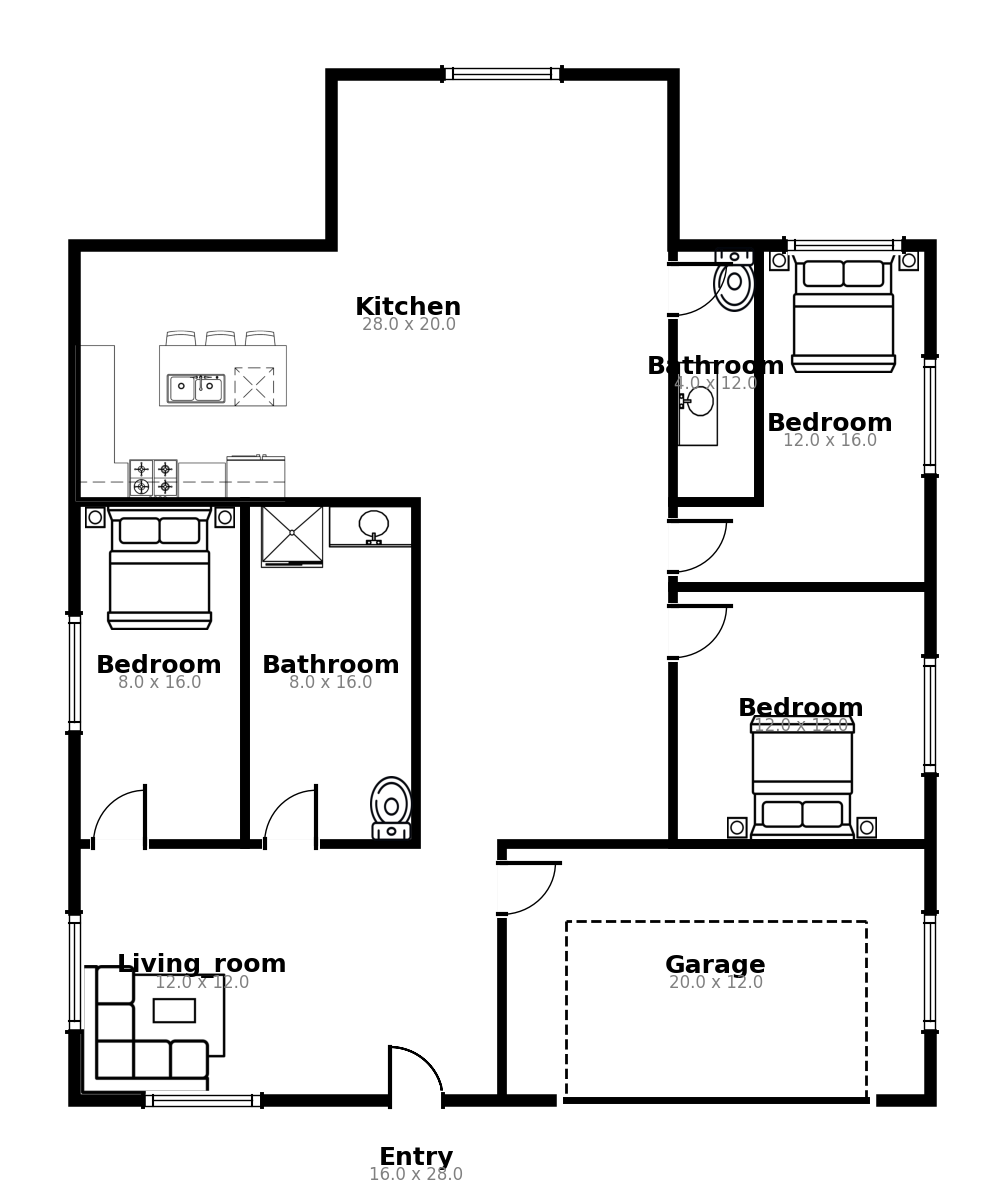 Kitchen
28.0 x 20.0
Bathroom
4.0 x 12.0
Bedroom
12.0 x 16.0
Bedroom
8.0 x 16.0
Bathroom
8.0 x 16.0
Bedroom
12.0 x 12.0
Living_room
12.0 x 12.0
Garage
20.0 x 12.0
Entry
16.0 x 28.0